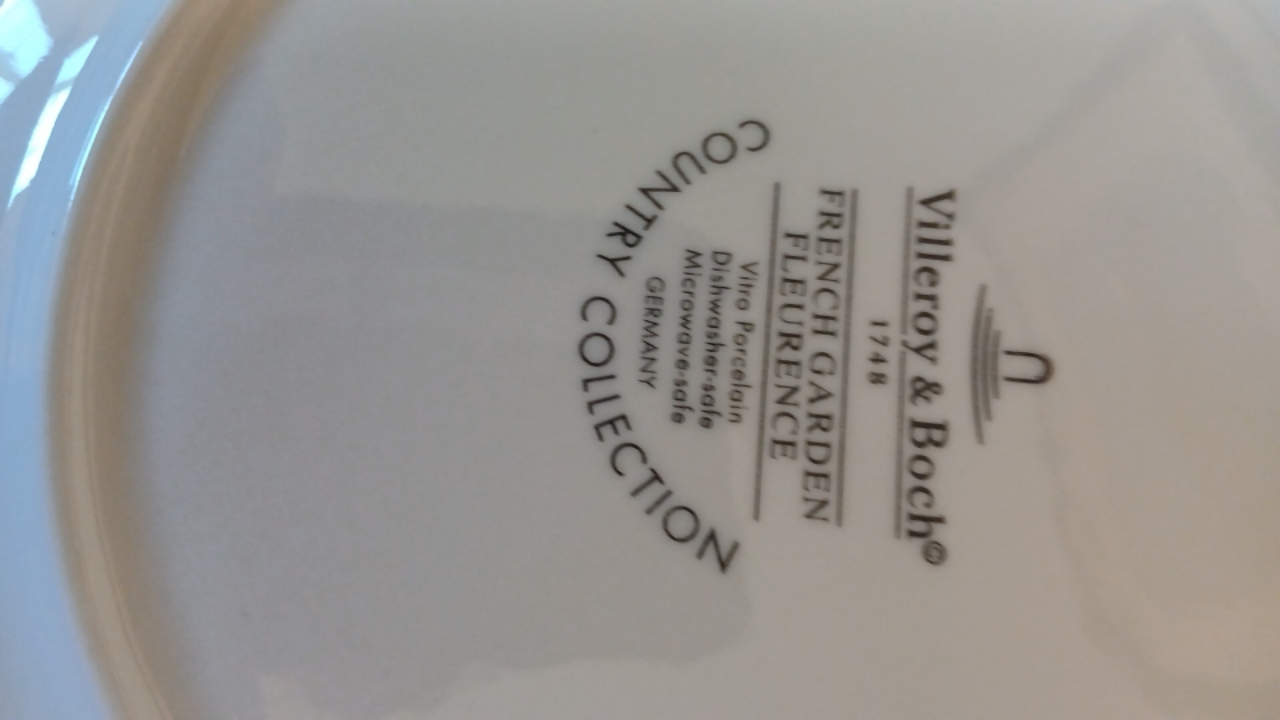 Villeroy & Boch©
1748
FRENCH GARDEN
FLEURENCE
Vitro Porcelain
Dishwasher-safe
Microwave-safe
GERMANY
COUNTRY COLLECTION